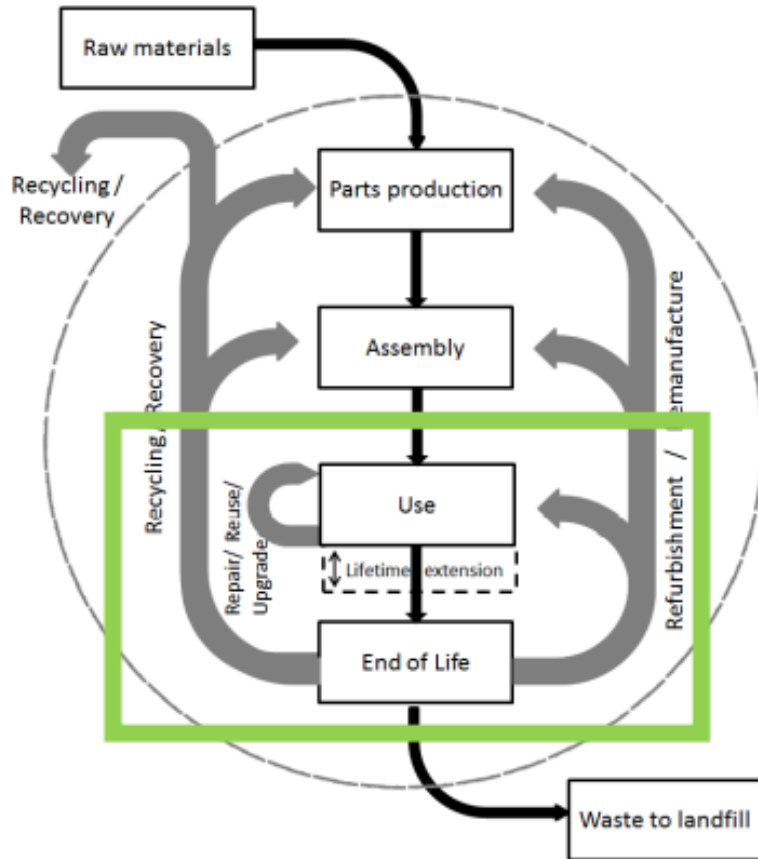 Raw materials
Recycling /
Recovery
Parts production
Assembly
Recycling / Recovery
Refurbishment / Remanufacture
Use
Repair/ Reuse/
Upgrade
Lifetime extension
End of Life
Waste to landfill